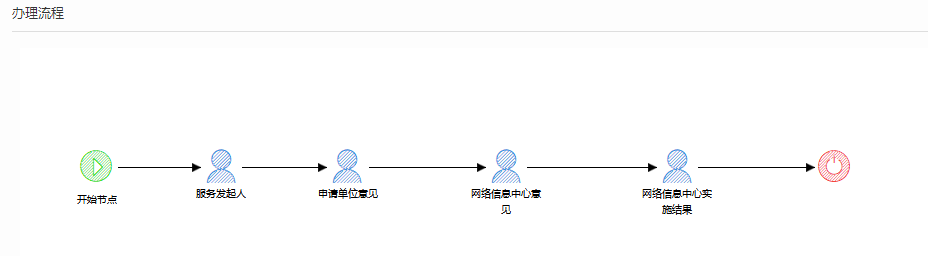 办理流程
开始节点
服务发起人
申请单位意见
网络信息中心意
见
网络信息中心实
施结果